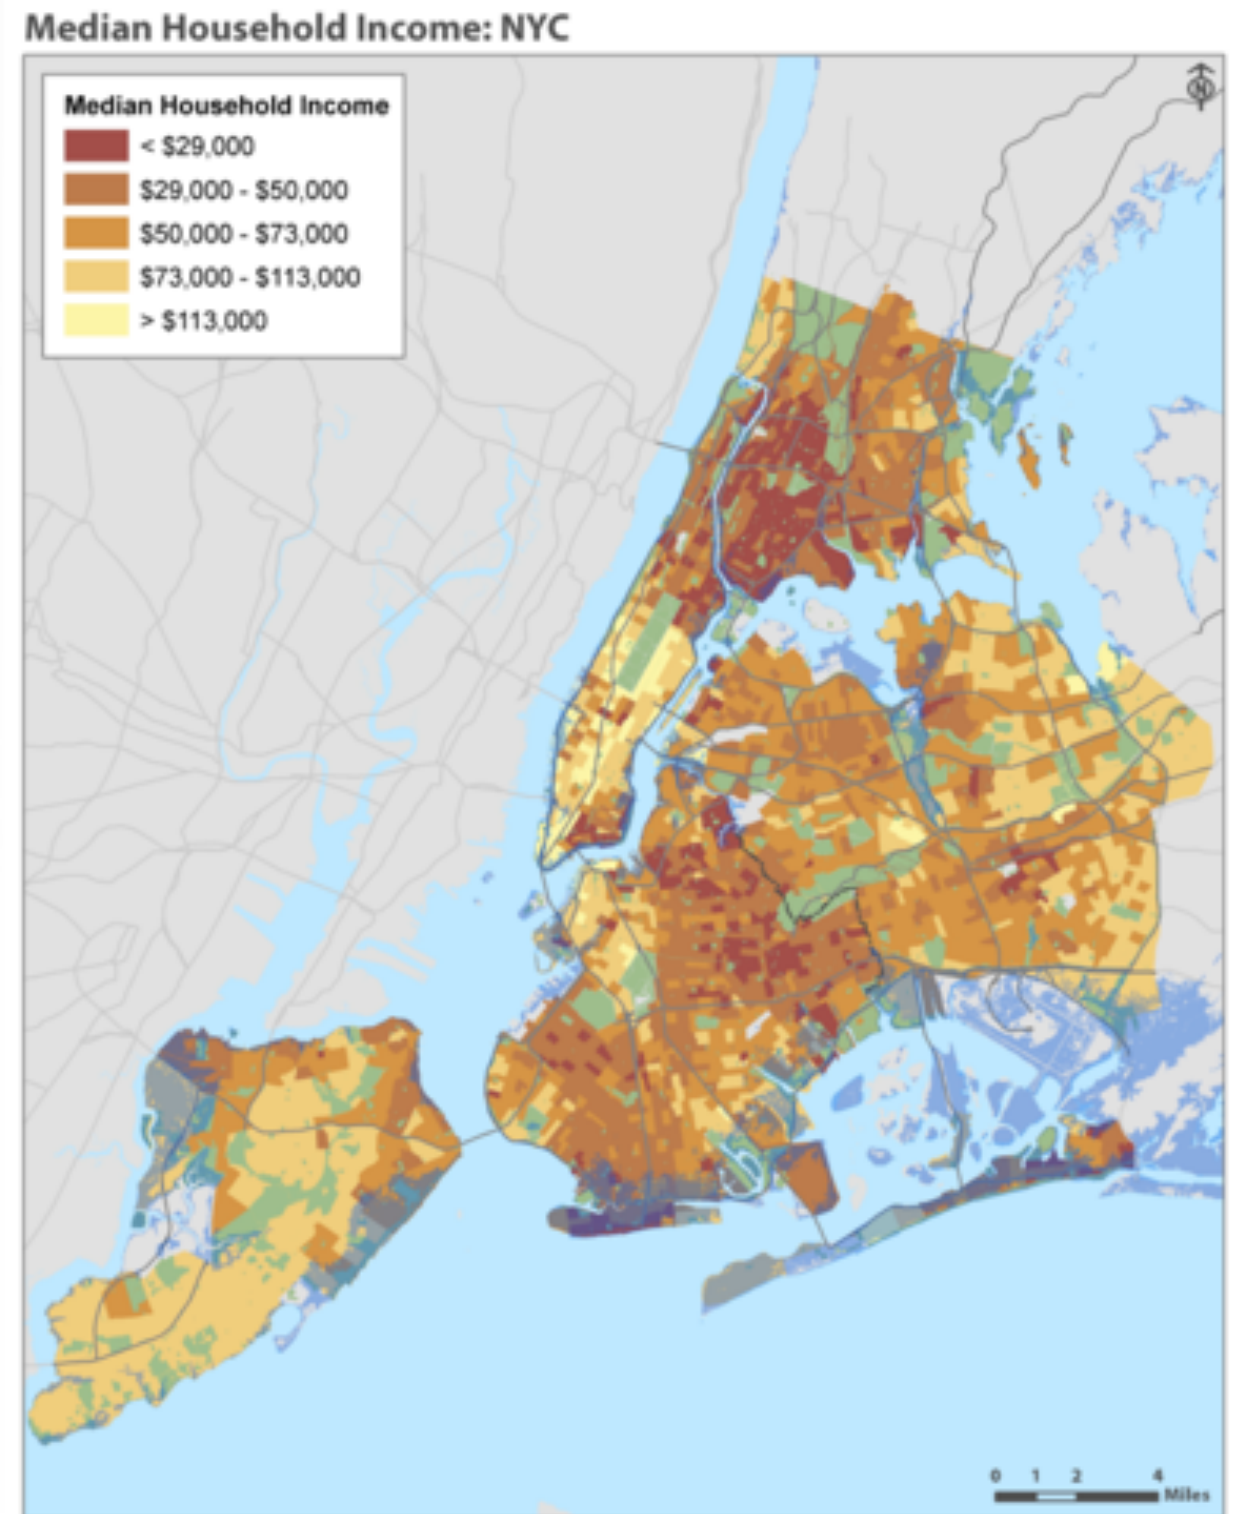 Median Household Income: NYC
Median Household Income
< $29,000
$29,000 - $50,000
$50,000 - $73,000
$73,000 - $113,000
> $113,000
N
0 1 2 4
Miles